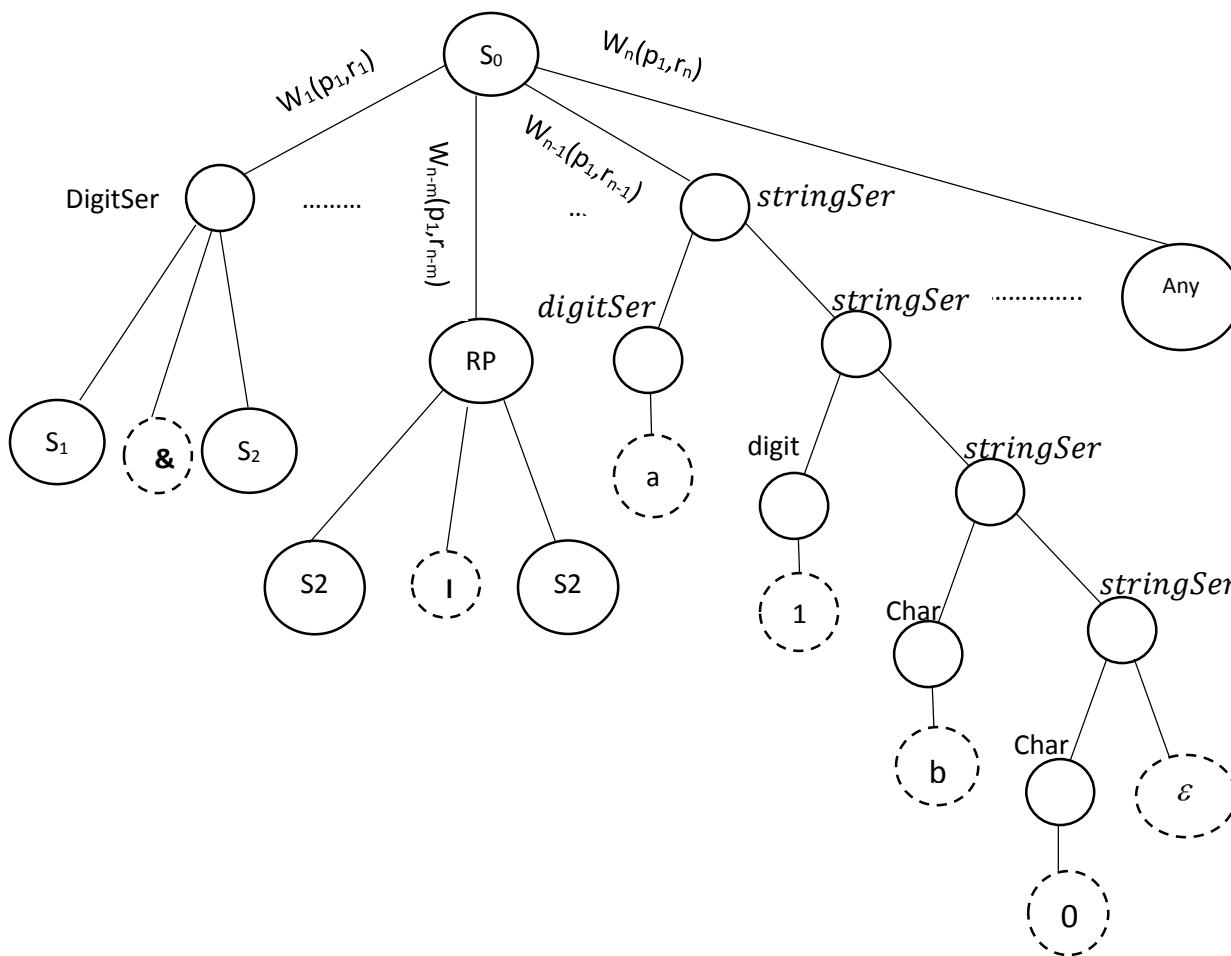 S₀
W₁(p₁,r₁)
Wₙ(p₁,rₙ)
Wₙ₋ₘ(p₁,rₙ₋ₘ)
Wₙ₋₁(p₁,rₙ₋₁)
DigitSer
.........
...
stringSer
digitSer
stringSer
.............
Any
RP
S₁
&
S₂
a
digit
stringSer
S2
I
S2
1
Char
stringSer
b
Char
ε
0